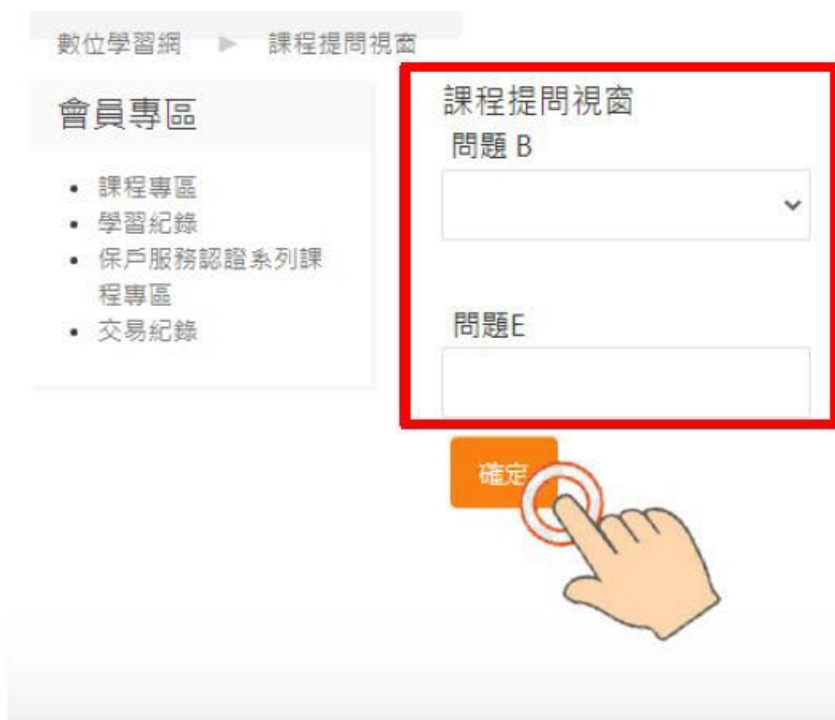 數位學習網 ► 課程提問視窗
會員專區
• 課程專區
• 學習紀錄
• 保戶服務認證系列課
程專區
• 交易紀錄
課程提問視窗
問題 B
問題E
確定